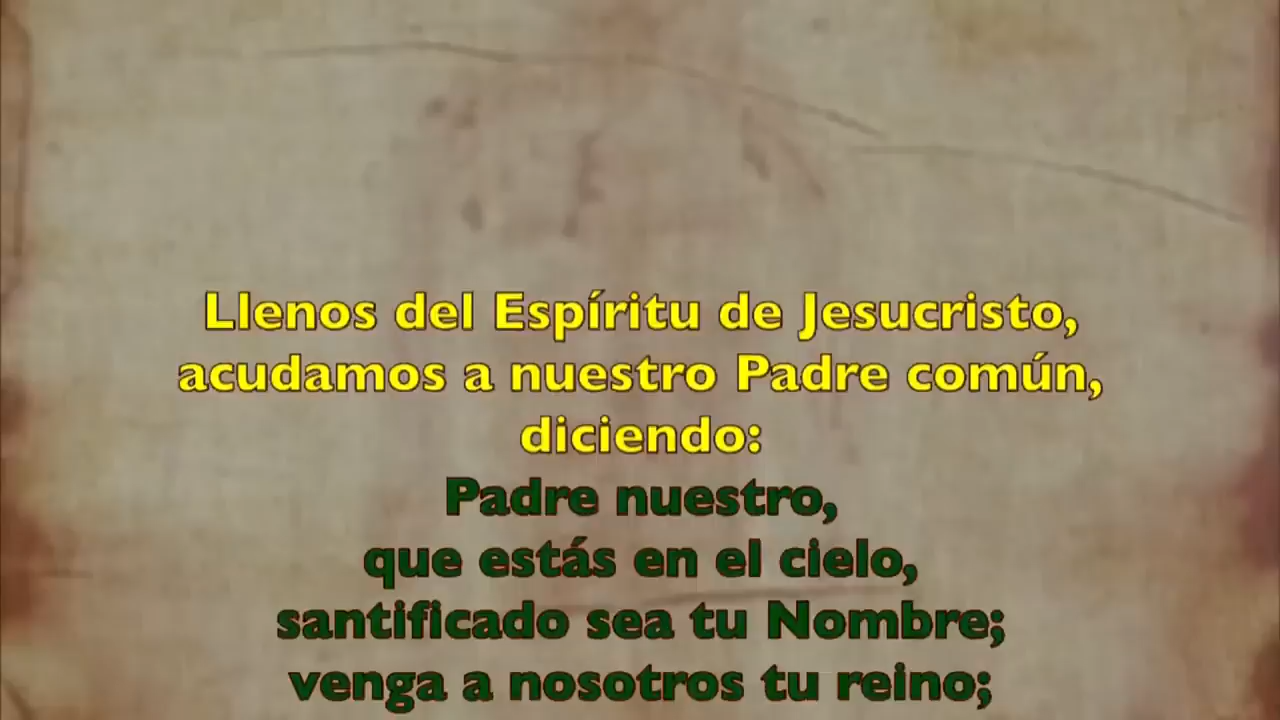 Llenos del Espíritu de Jesucristo,
acudamos a nuestro Padre común,
diciendo:
Padre nuestro,
que estás en el cielo,
santificado sea tu Nombre;
venga a nosotros tu reino;